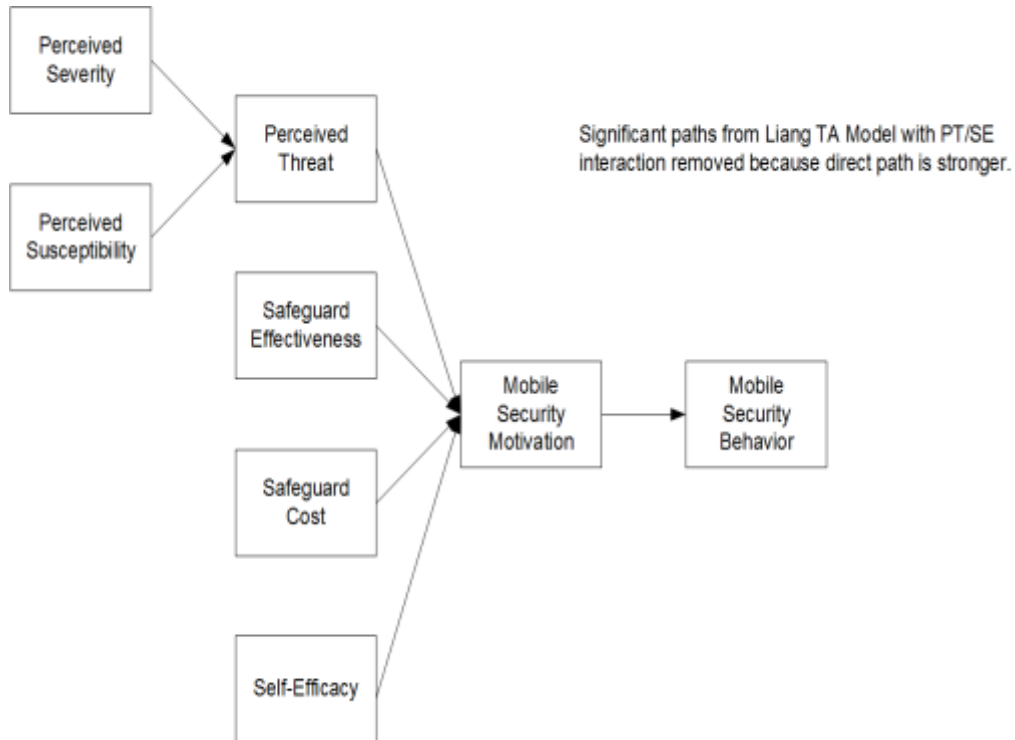 Perceived
Severity
Perceived
Threat
Significant paths from Liang TA Model with PT/SE
interaction removed because direct path is stronger.
Perceived
Susceptibility
Safeguard
Effectiveness
Mobile
Security
Motivation
Mobile
Security
Behavior
Safeguard
Cost
Self-Efficacy